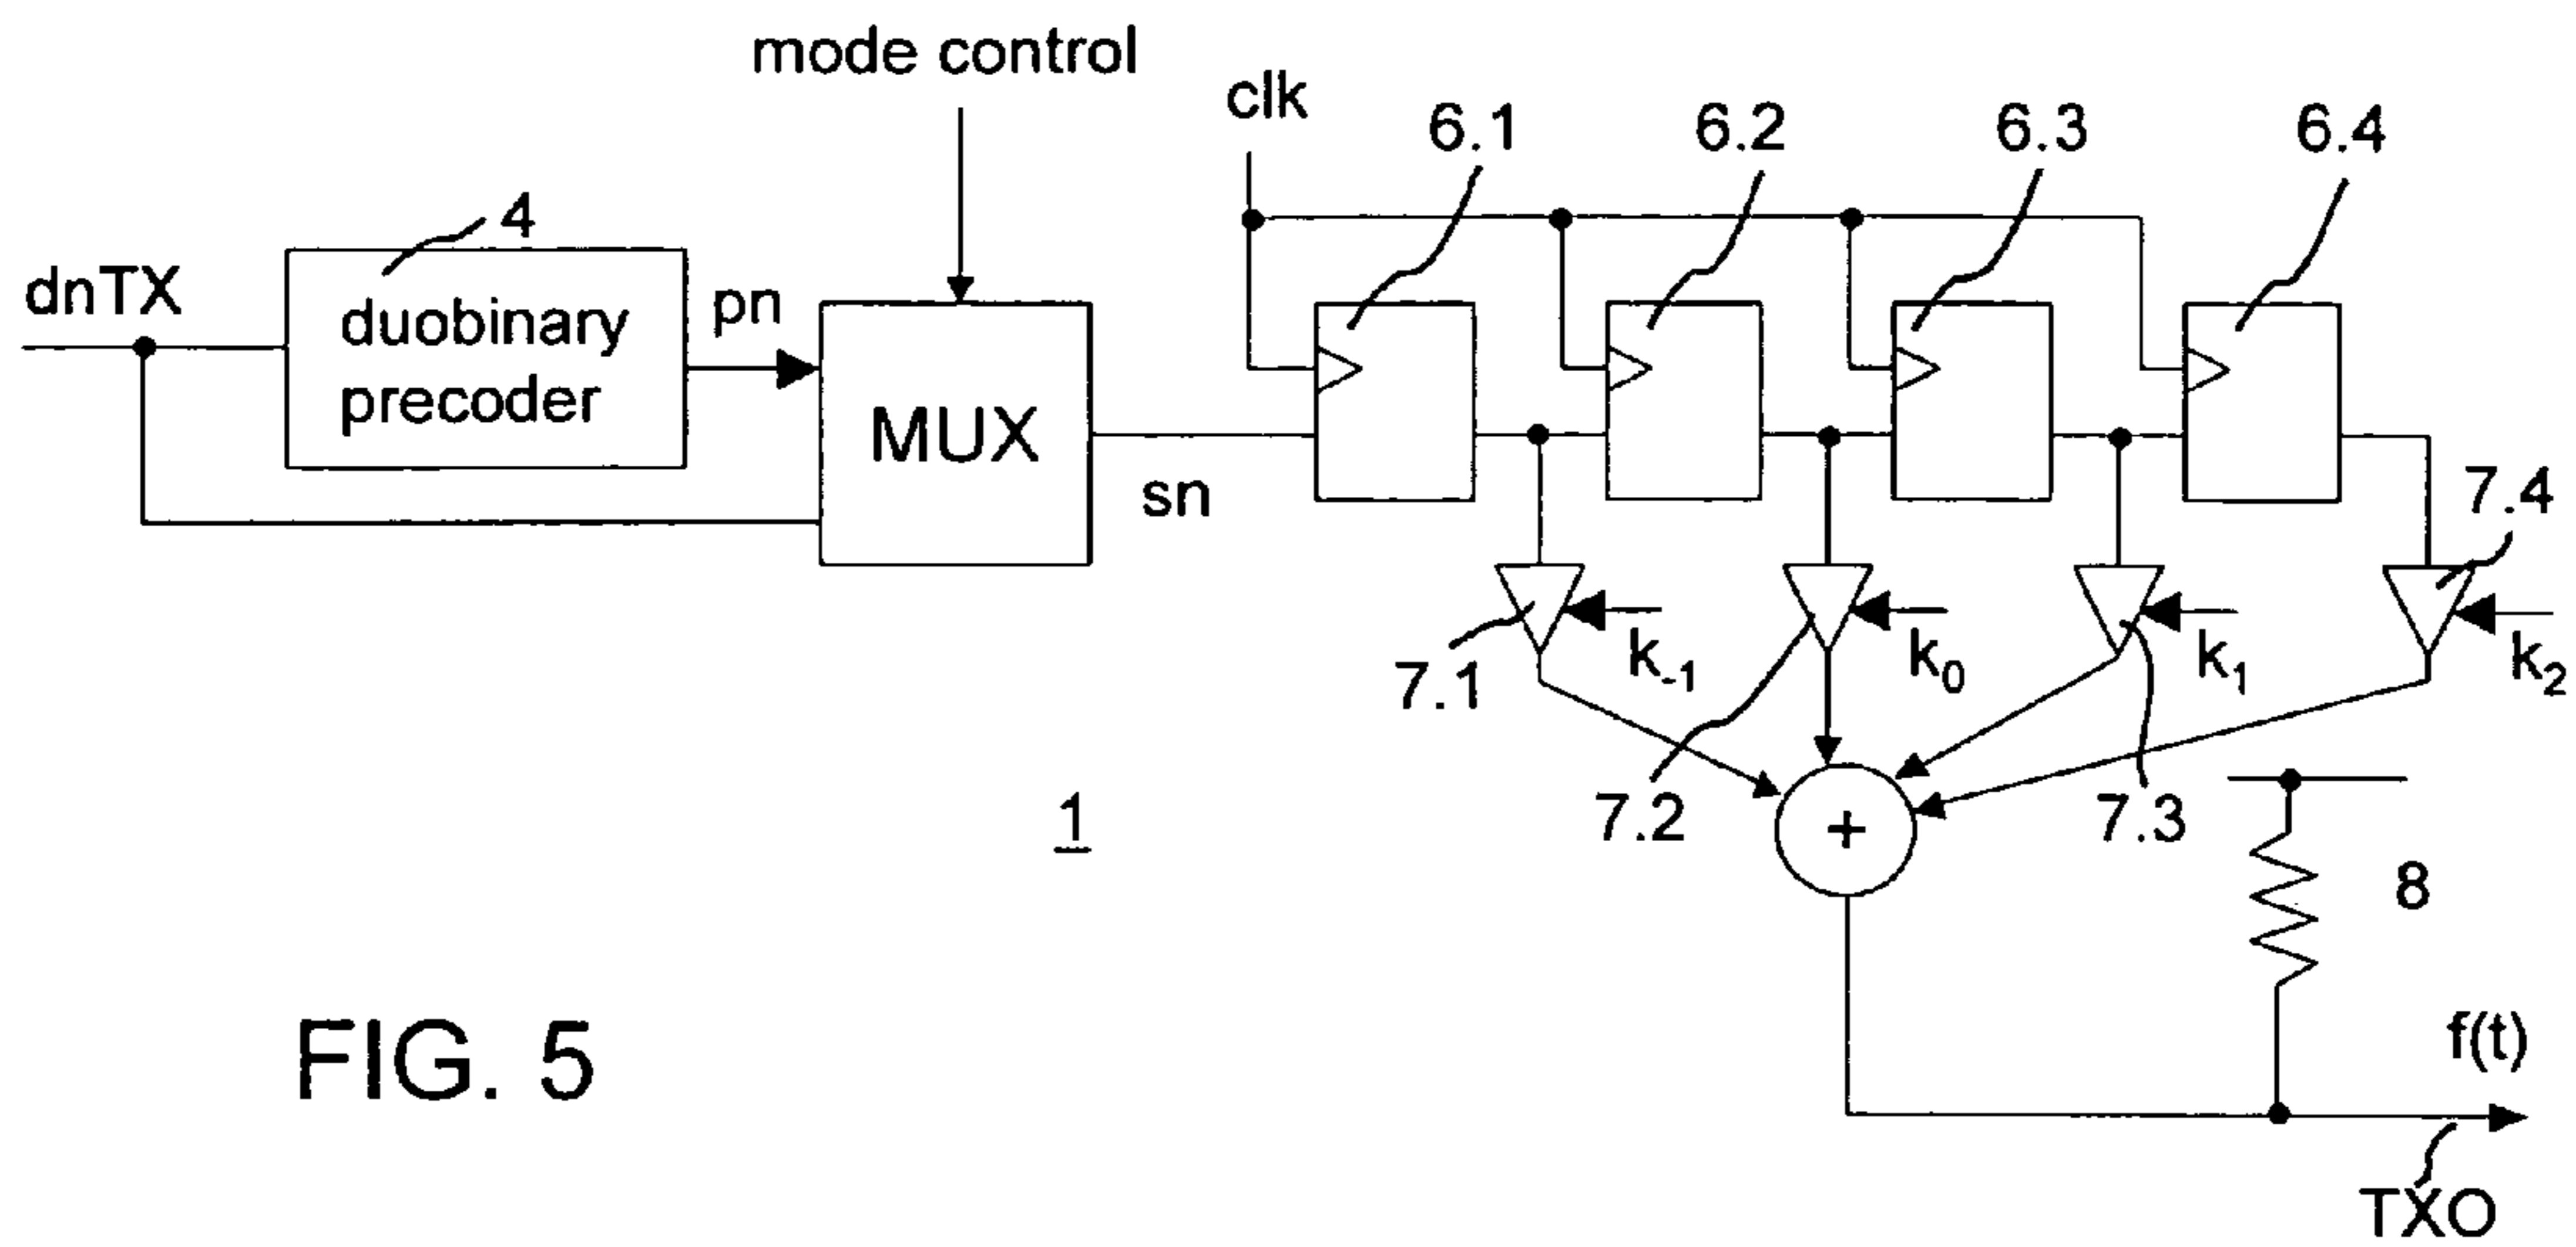 mode control
clk
6.1
6.2
6.3
6.4
4
dnTX
duobinary
precoder
pn
MUX
sn
7.4
7.1
k-1
k0
k1
k2
7.2
7.3
+
1
8
FIG. 5
f(t)
TXO